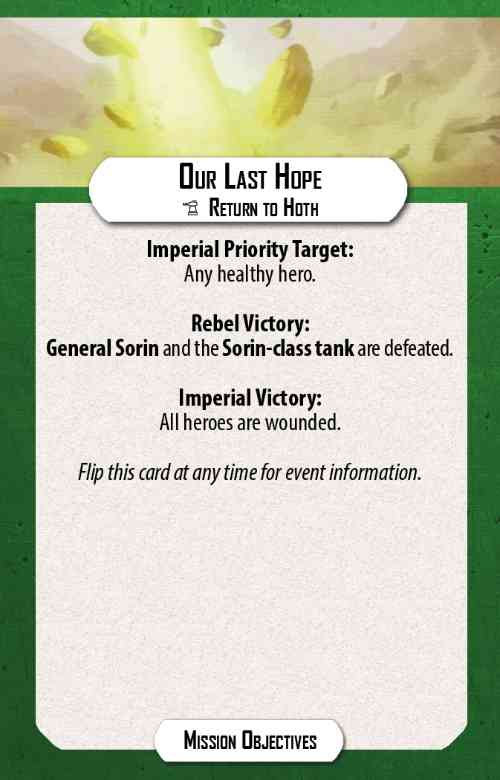 Our Last Hope
Return to Hoth
Imperial Priority Target:
Any healthy hero.
Rebel Victory:
General Sorin and the Sorin-class tank are defeated.
Imperial Victory:
All heroes are wounded.
Flip this card at any time for event information.
Mission Objectives